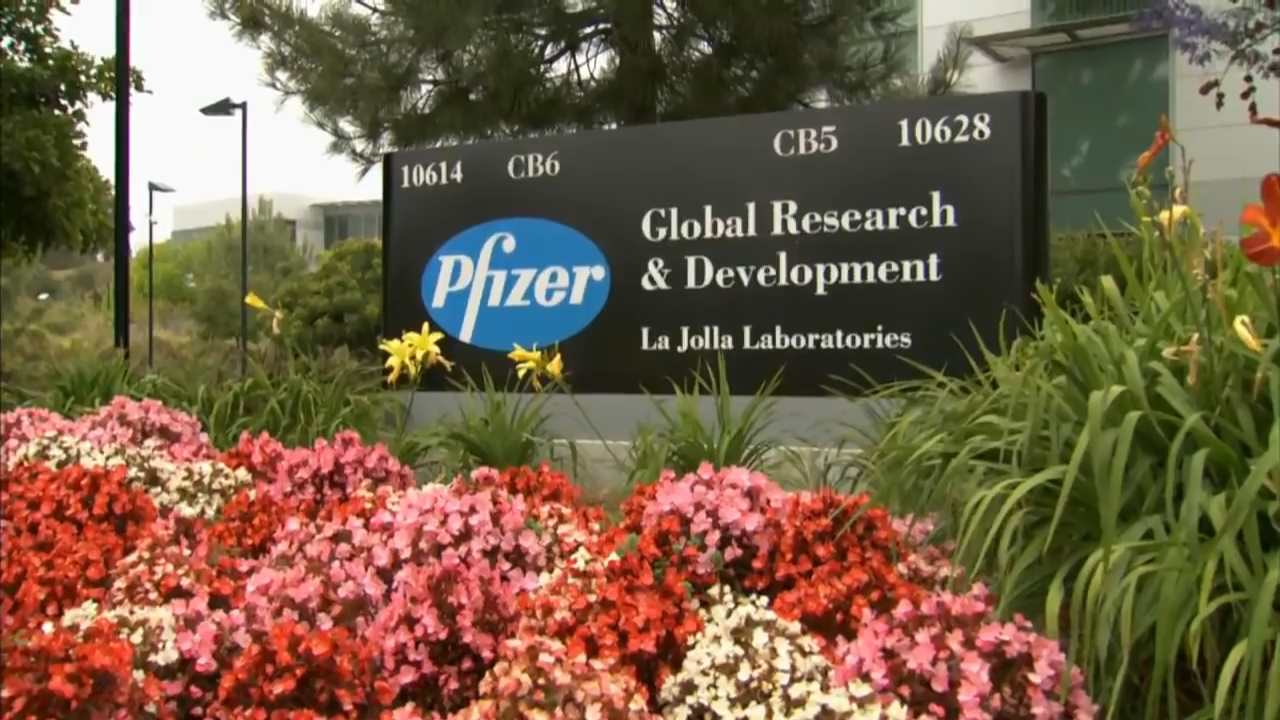 10614 CB6 CB5 10628
Pfizer
Global Research
& Development
La Jolla Laboratories